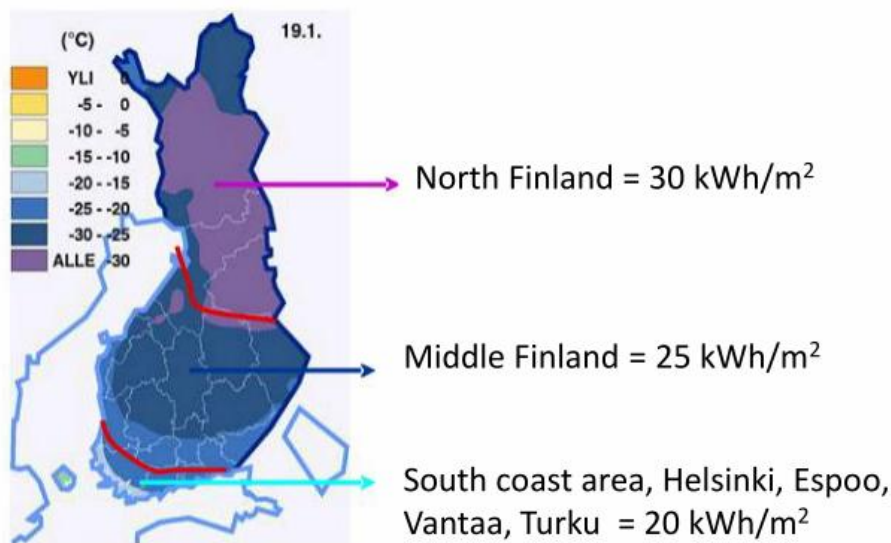 19.1.
(°C)
YLI 0
-5 - 0
-10 - -5
-15 - -10
-20 - -15
-25 - -20
-30 - -25
ALLE -30
North Finland = 30 kWh/m²
Middle Finland = 25 kWh/m²
South coast area, Helsinki, Espoo,
Vantaa, Turku = 20 kWh/m²